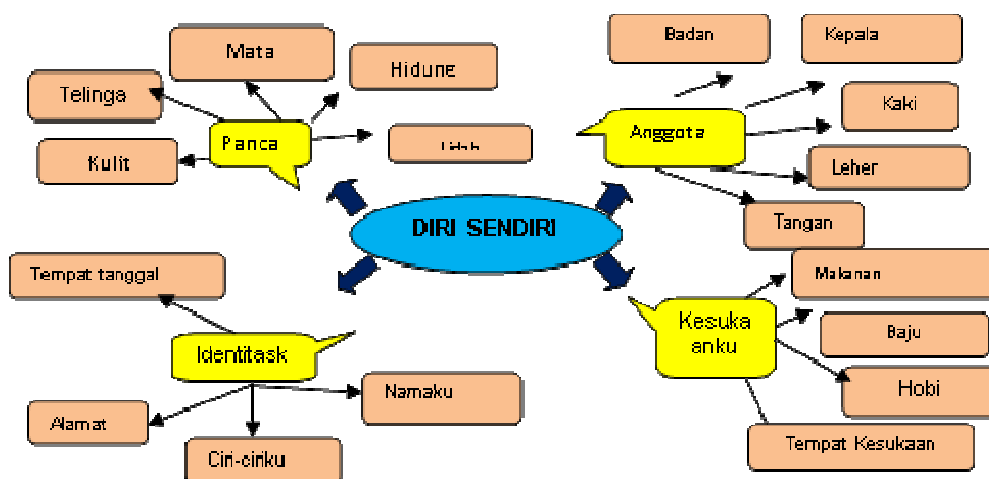 Mata
Hidung
Telinga
Panca
Kulit
Badan
Kepala
Kaki
Anggota
Leher
Tangan
DIRI SENDIRI
Tempat tanggal
Identitask
Namaku
Alamat
Ciri-ciriku
Makanan
Kesuka
anku
Baju
Hobi
Tempat Kesukaan